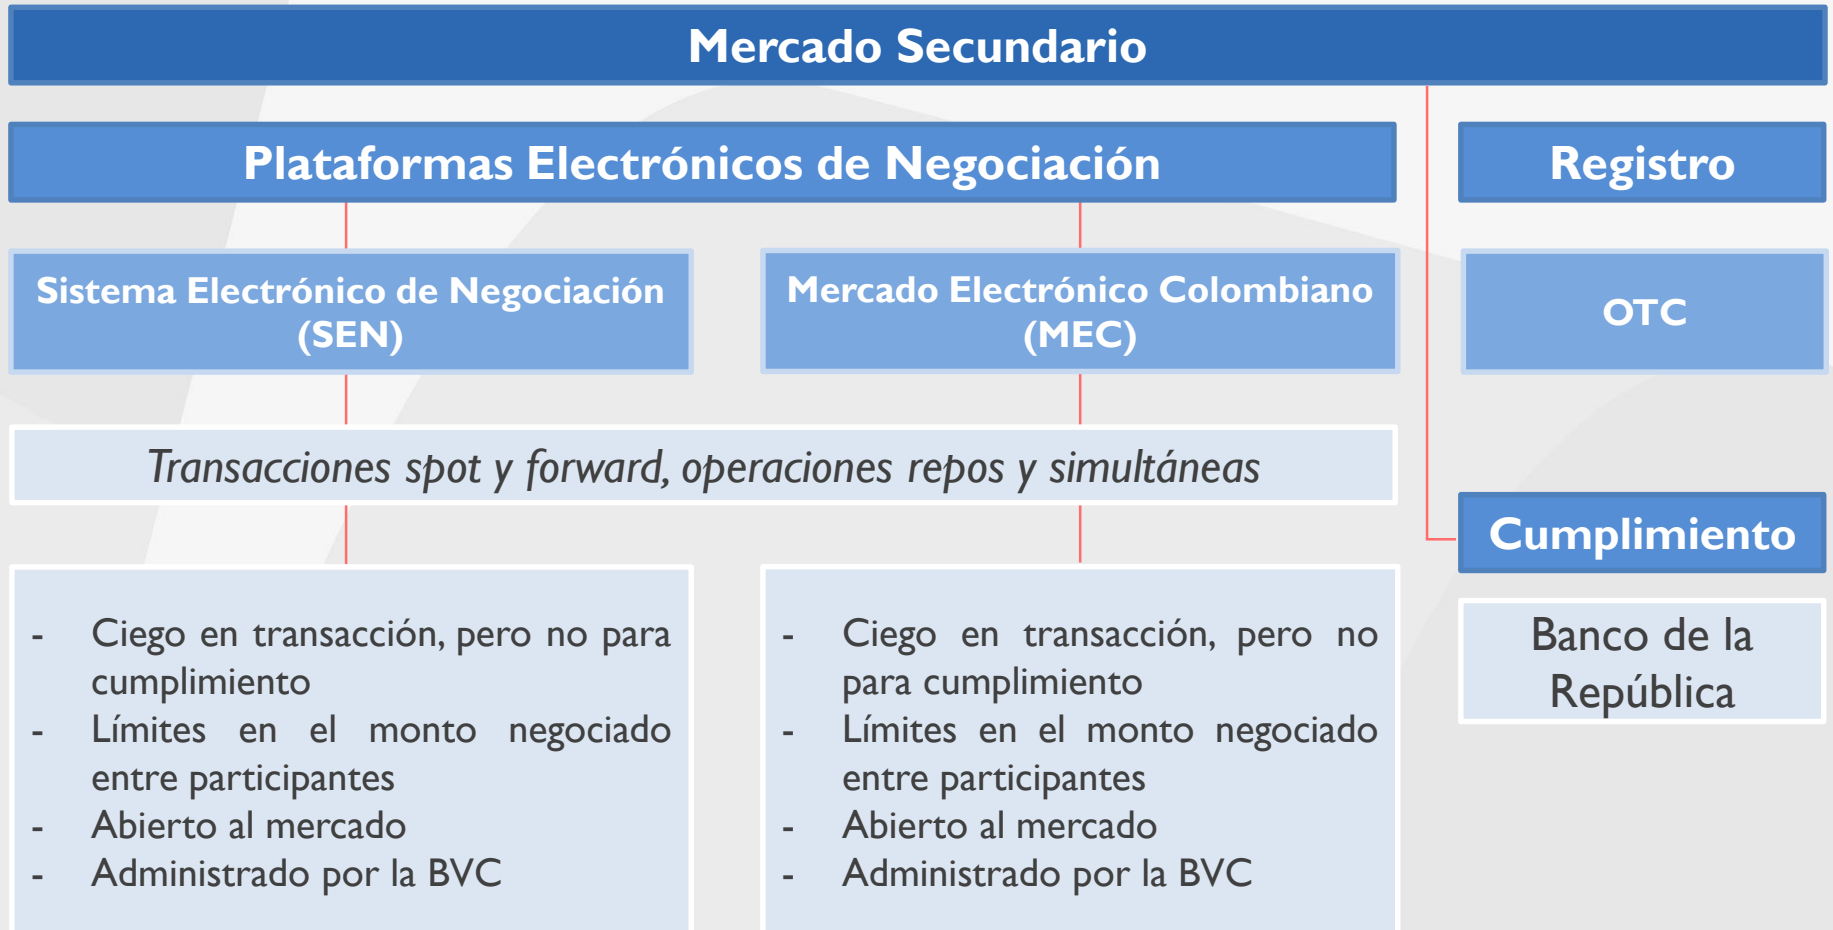 Mercado Secundario
Plataformas Electrónicos de Negociación
Registro
Sistema Electrónico de Negociación
(SEN)
Mercado Electrónico Colombiano
(MEC)
OTC
Transacciones spot y forward, operaciones repos y simultáneas
Cumplimiento
- Ciego en transacción, pero no para
cumplimiento
- Límites en el monto negociado
entre participantes
- Abierto al mercado
- Administrado por la BVC
- Ciego en transacción, pero no
para cumplimiento
- Límites en el monto negociado
entre participantes
- Abierto al mercado
- Administrado por la BVC
Banco de la
República